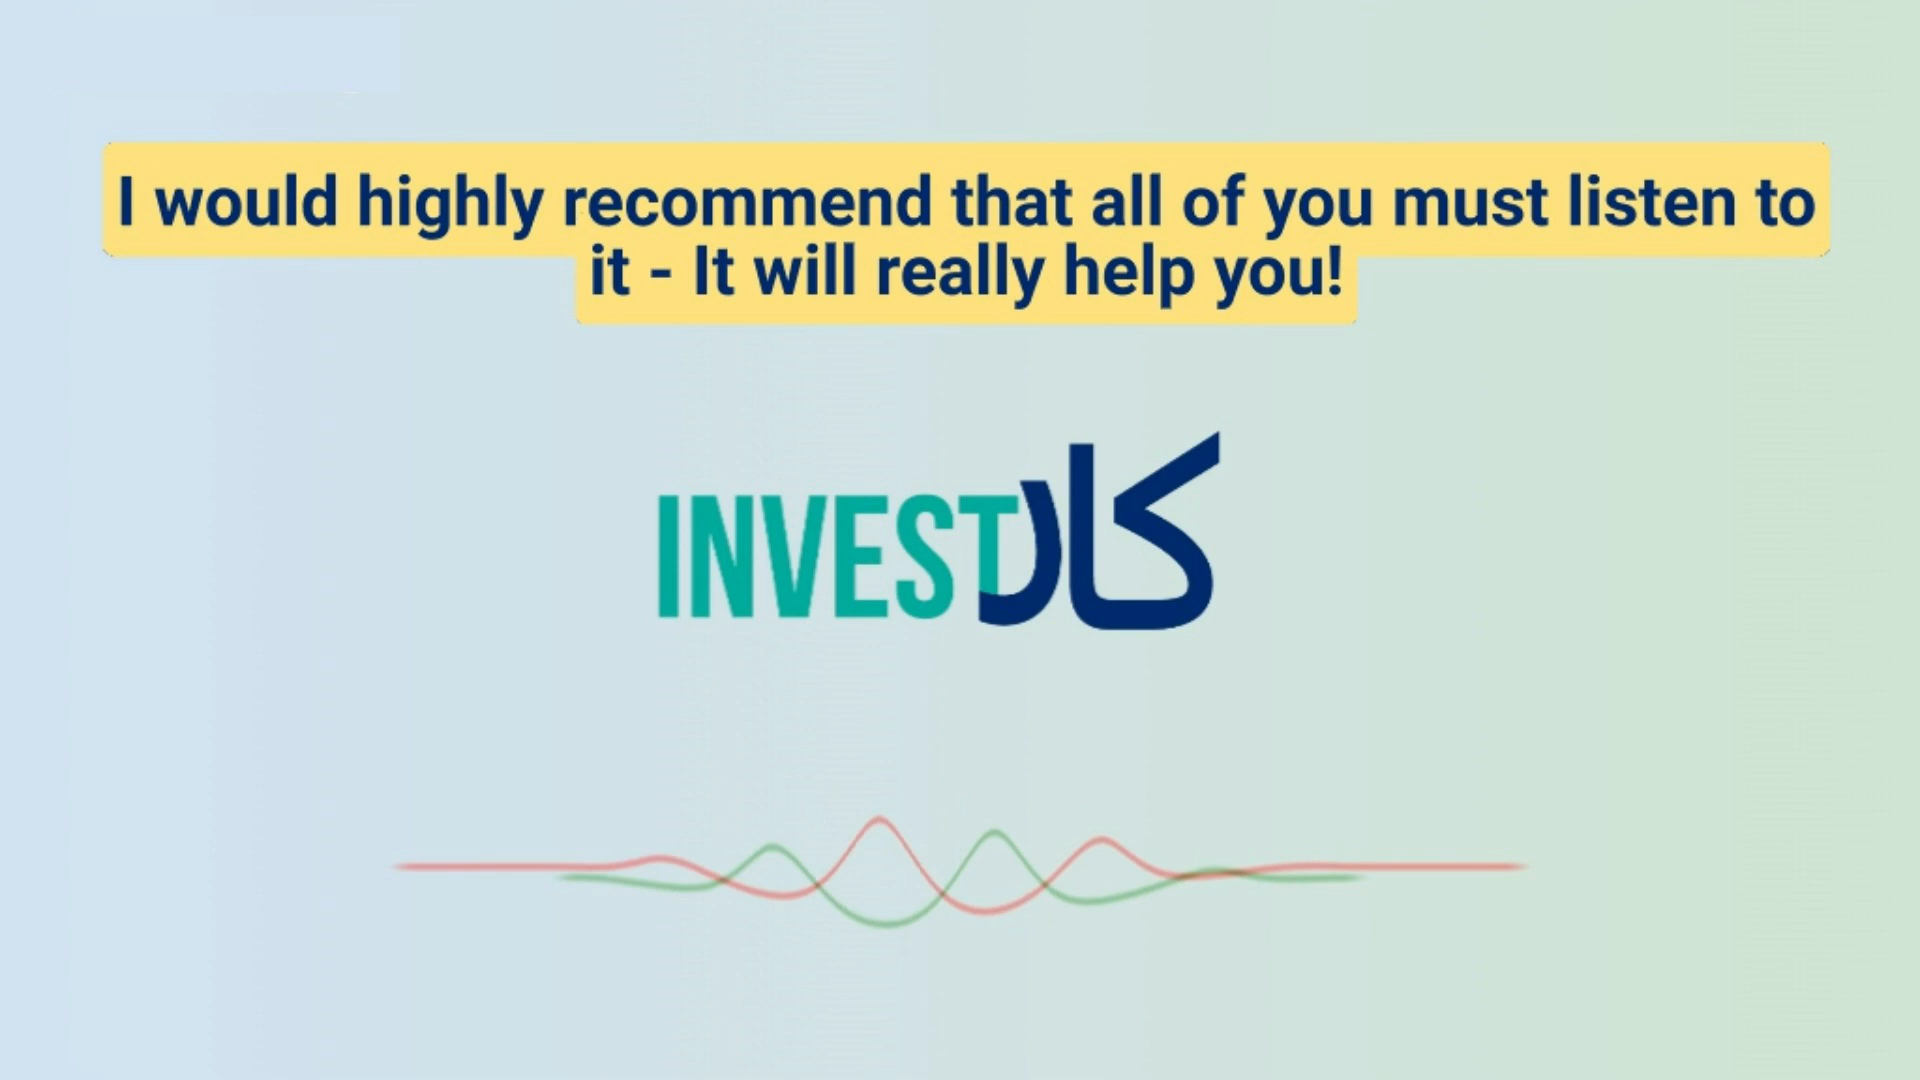 I would highly recommend that all of you must listen to
it - It will really help you!
INVESTکار